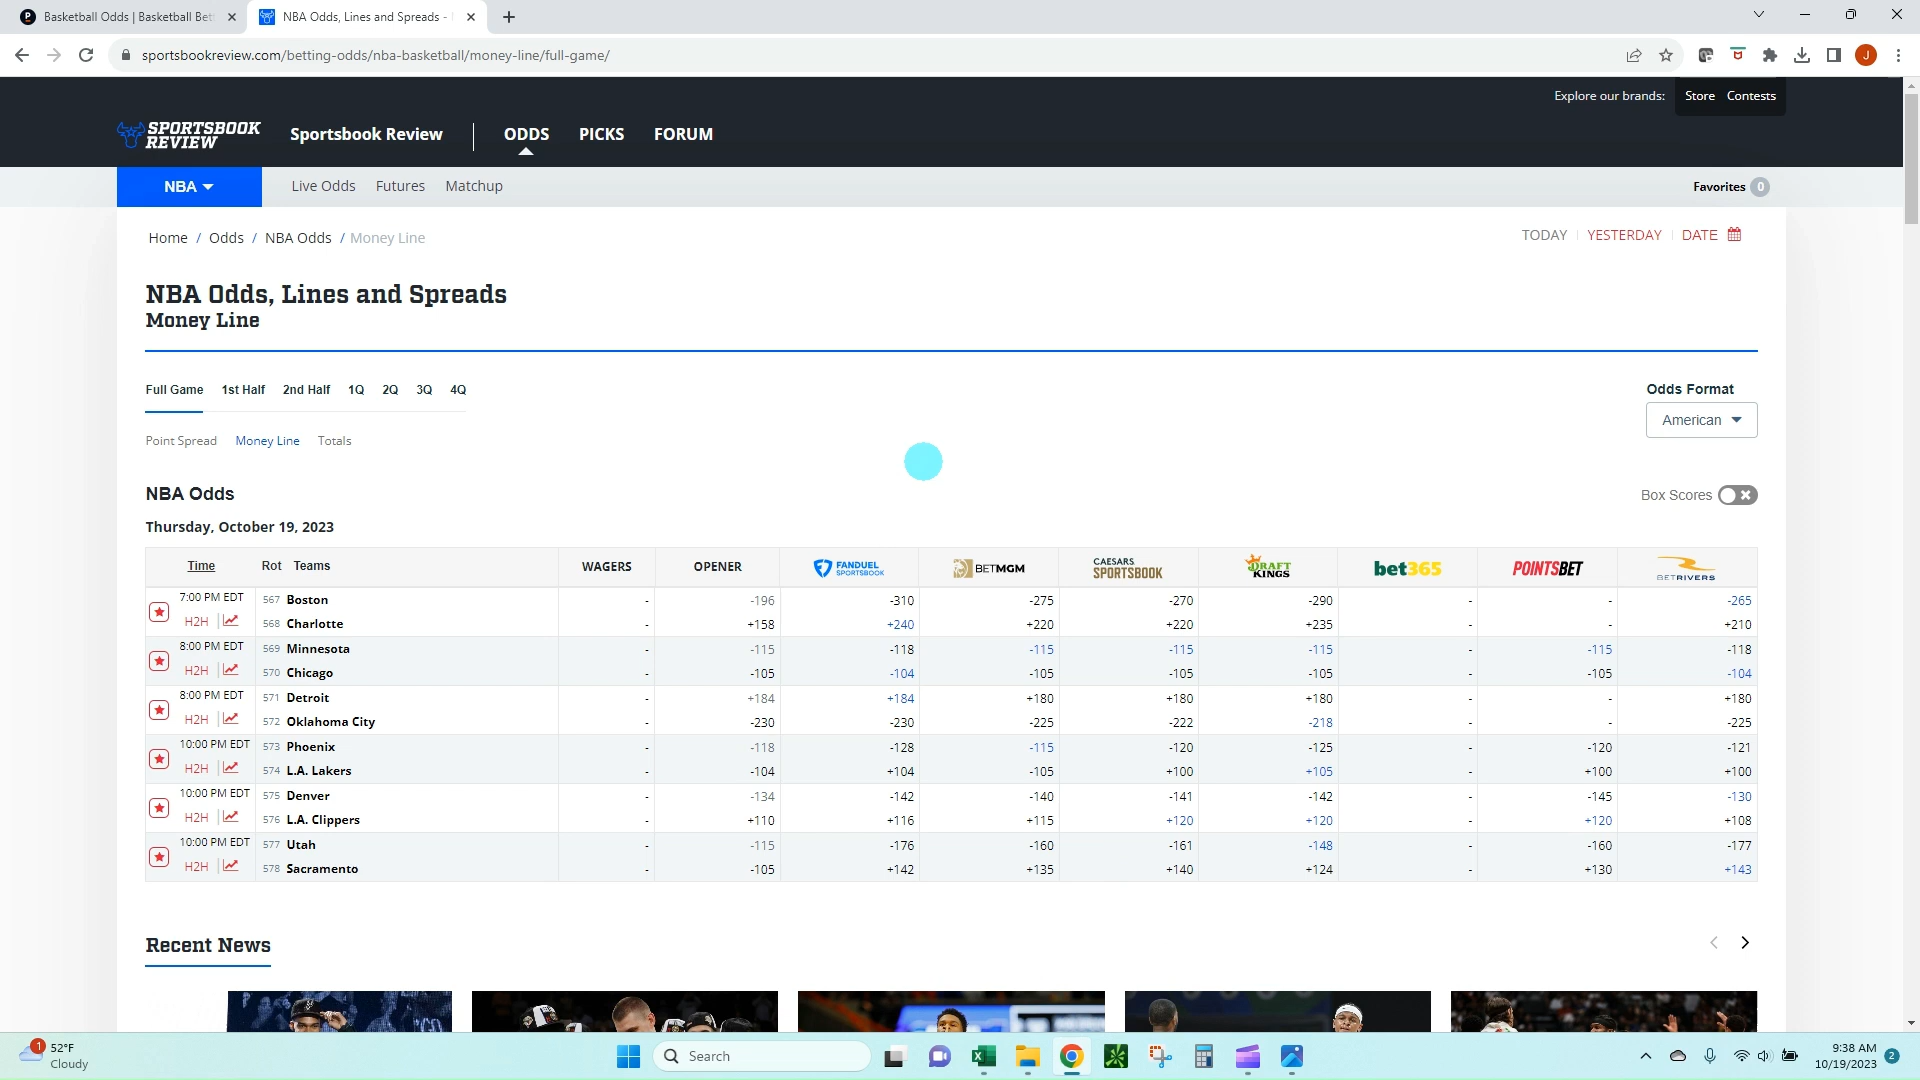 Basketball Odds | Basketball Bet
NBA Odds, Lines and Spreads -
sportsbookreview.com/betting-odds/nba-basketball/money-line/full-game/
J
Explore our brands: Store Contests
SPORTSBOOK
REVIEW
Sportsbook Review ODDS PICKS FORUM
NBA Live Odds Futures Matchup Favorites 0
Home / Odds / NBA Odds / Money Line TODAY YESTERDAY DATE
NBA Odds, Lines and Spreads
Money Line
Full Game 1st Half 2nd Half 1Q 2Q 3Q 4Q Odds Format
American
Point Spread Money Line Totals
NBA Odds Box Scores
Thursday, October 19, 2023
Time Rot Teams WAGERS OPENER FANDUEL SPORTSBOOK BETMGM CAESARS SPORTSBOOK DRAFT KINGS bet365 POINTSBET BETRIVERS
7:00 PM EDT 567 Boston - -196 -310 -275 -270 -290 - - -265
H2H 568 Charlotte - +158 +240 +220 +220 +235 - - +210
8:00 PM EDT 569 Minnesota - -115 -118 -115 -115 -115 - -115 -118
H2H 570 Chicago - -105 -104 -105 -105 -105 - -105 -104
8:00 PM EDT 571 Detroit - +184 +184 +180 +180 +180 - - +180
H2H 572 Oklahoma City - -230 -230 -225 -222 -218 - - -225
10:00 PM EDT 573 Phoenix - -118 -128 -115 -120 -125 - -120 -121
H2H 574 L.A. Lakers - -104 +104 -105 +100 +105 - +100 +100
10:00 PM EDT 575 Denver - -134 -142 -140 -141 -142 - -145 -130
H2H 576 L.A. Clippers - +110 +116 +115 +120 +120 - +120 +108
10:00 PM EDT 577 Utah - -115 -176 -160 -161 -148 - -160 -177
H2H 578 Sacramento - -105 +142 +135 +140 +124 - +130 +143
Recent News
1 52°F
Cloudy
Search
9:38 AM
10/19/2023 2